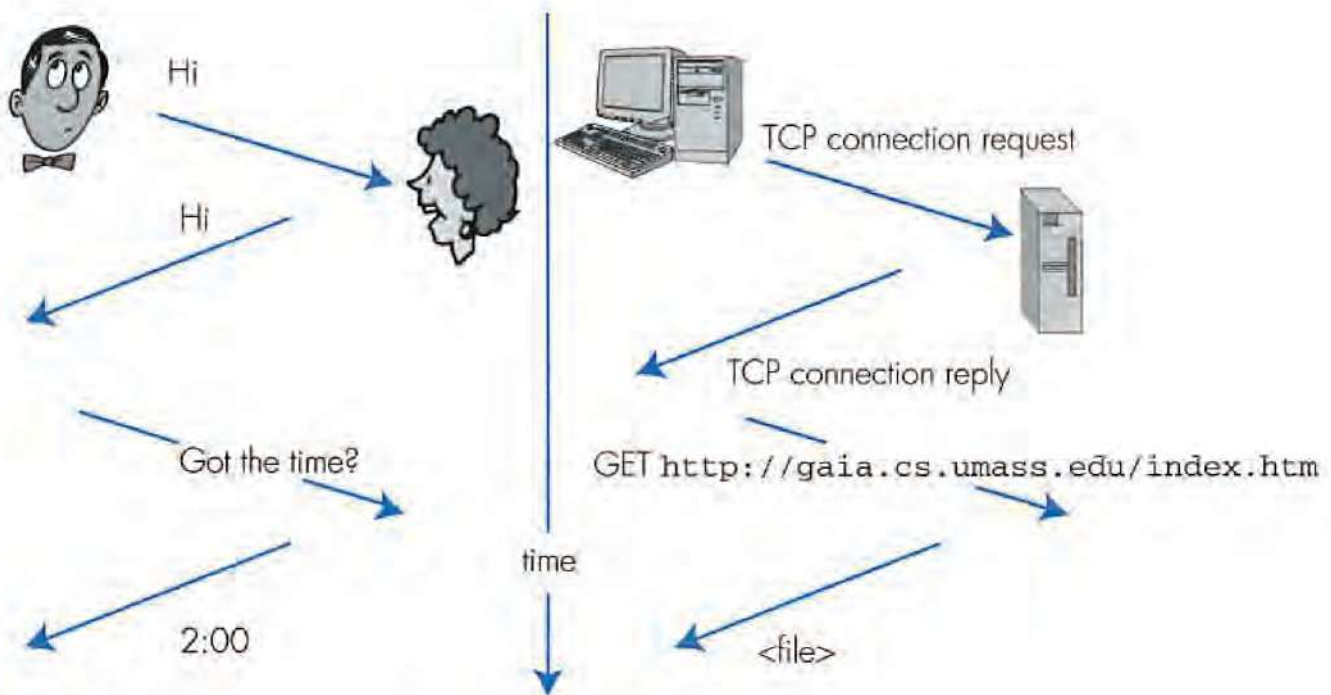 Hi
Hi
Got the time?
2:00
time
TCP connection request
TCP connection reply
GET http://gaia.cs.umass.edu/index.htm
<file>